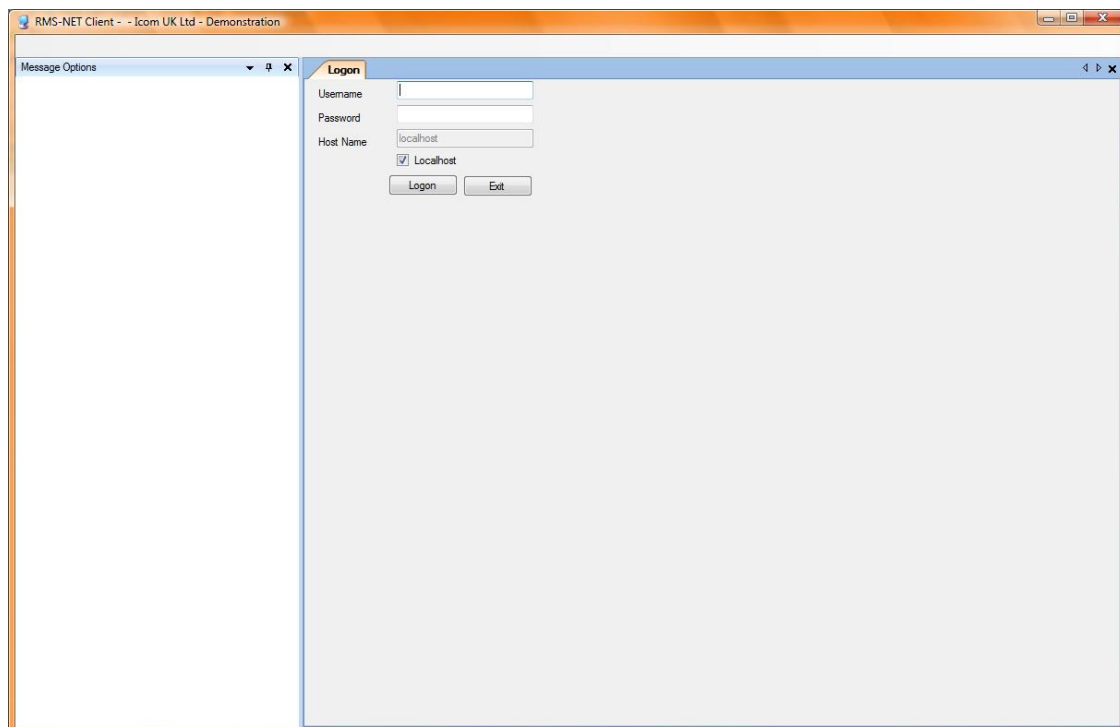 RMS-NET Client -  - Icom UK Ltd - Demonstration
Message Options
Logon
Username
Password
Host Name
localhost
Localhost
Logon
Exit